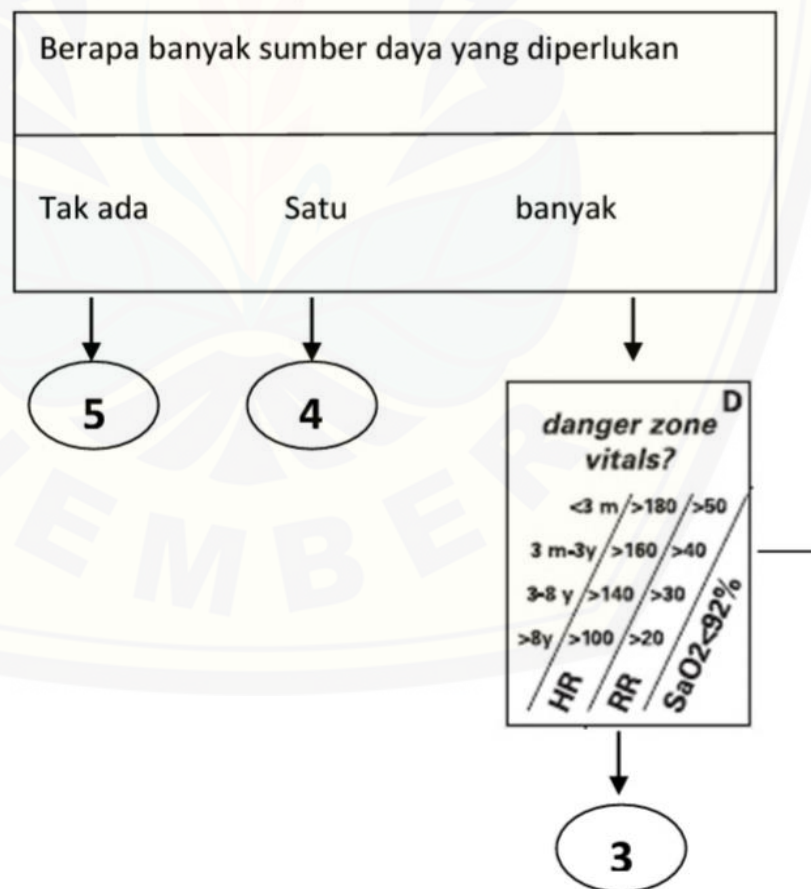 Berapa banyak sumber daya yang diperlukan
Tak ada Satu banyak
5 4
D
danger zone
vitals?
<3 m >180 >50
3 m-3y >160 >40
3-8 y >140 >30
>8y >100 >20
HR RR SaO2<92%
3
EMBER